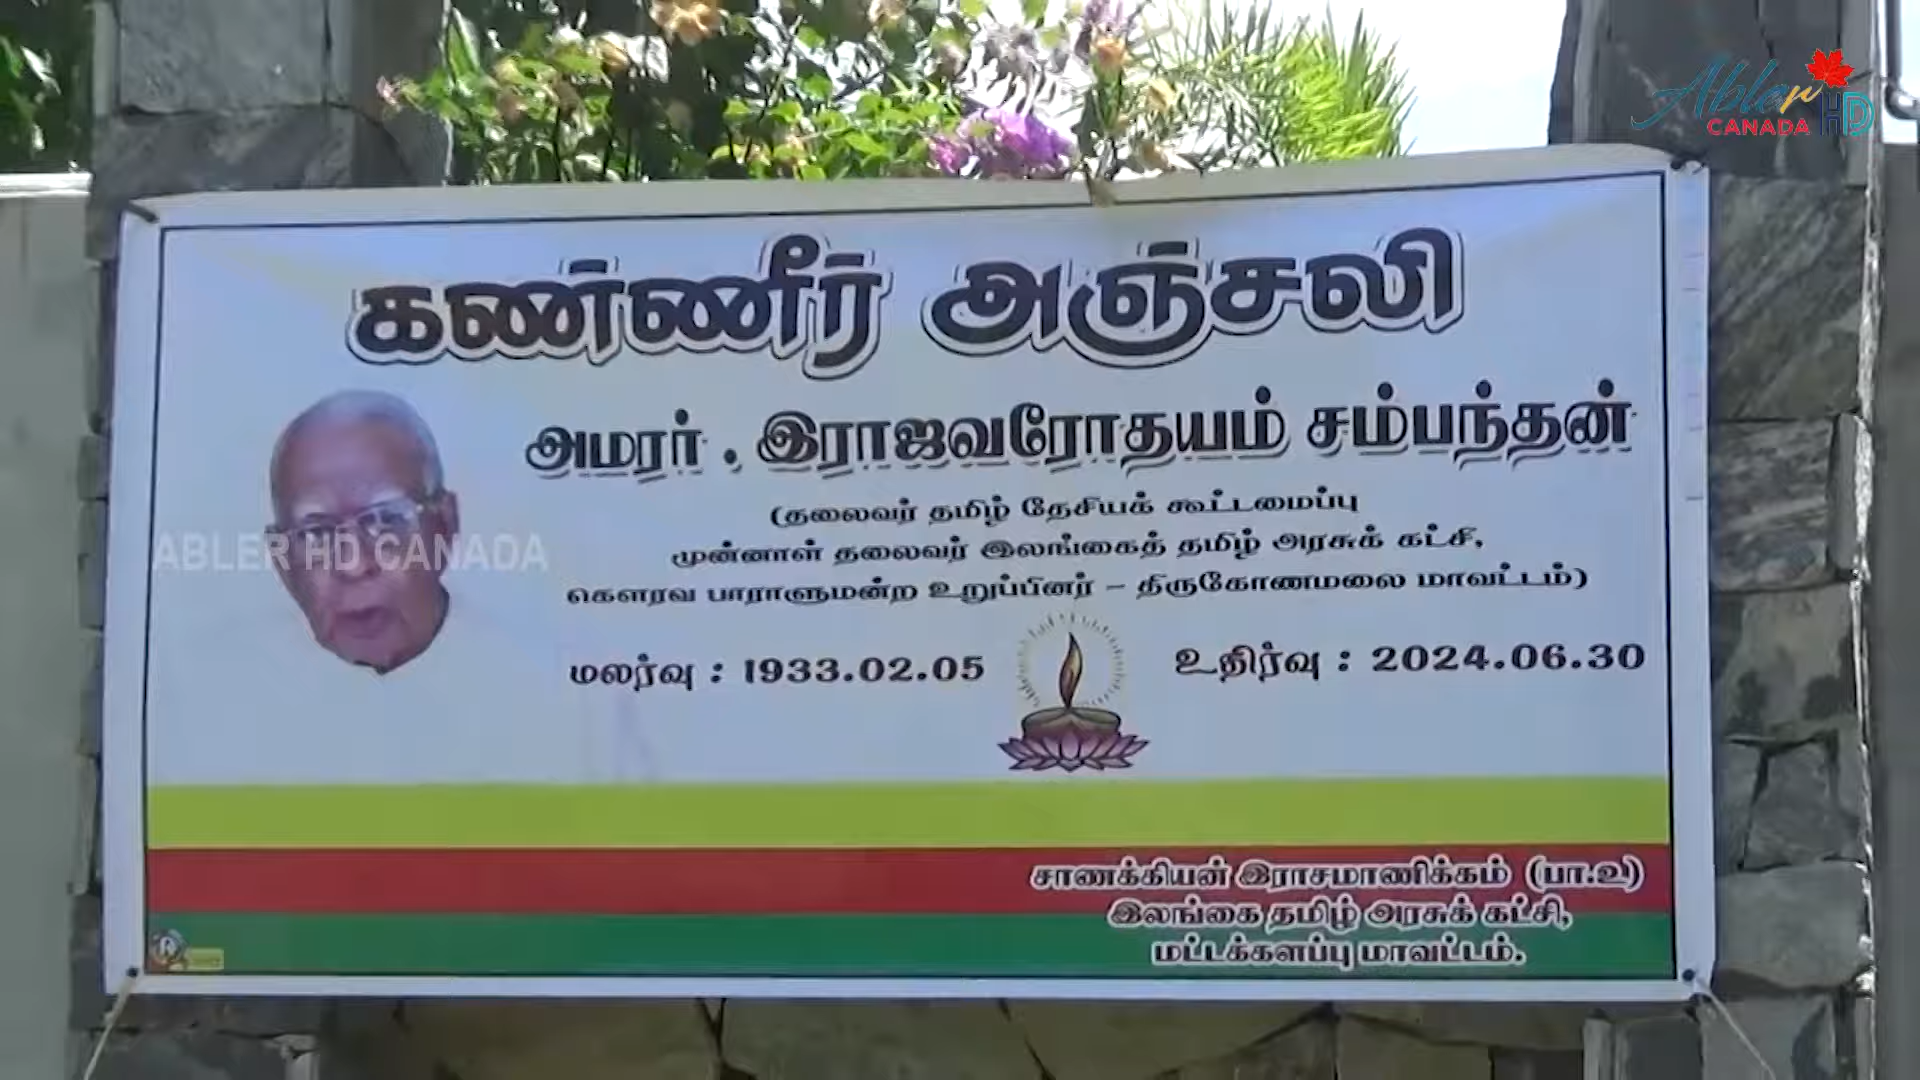 Abler
CANADA HD
கண்ணீர் அஞ்சலி
அமரர் . இராஜவரோதயம் சம்பந்தன்
(தலைவர் தமிழ் தேசியக் கூட்டமைப்பு
முன்னாள் தலைவர் இலங்கைத் தமிழ் அரசுக் கட்சி,
கௌரவ பாராளுமன்ற உறுப்பினர் – திருகோணமலை மாவட்டம்)
ABLER HD CANADA
மலர்வு : 1933.02.05
உதிர்வு : 2024.06.30
சாணக்கியன் இராசமாணிக்கம் (பா.உ)
இலங்கை தமிழ் அரசுக் கட்சி,
மட்டக்களப்பு மாவட்டம்.